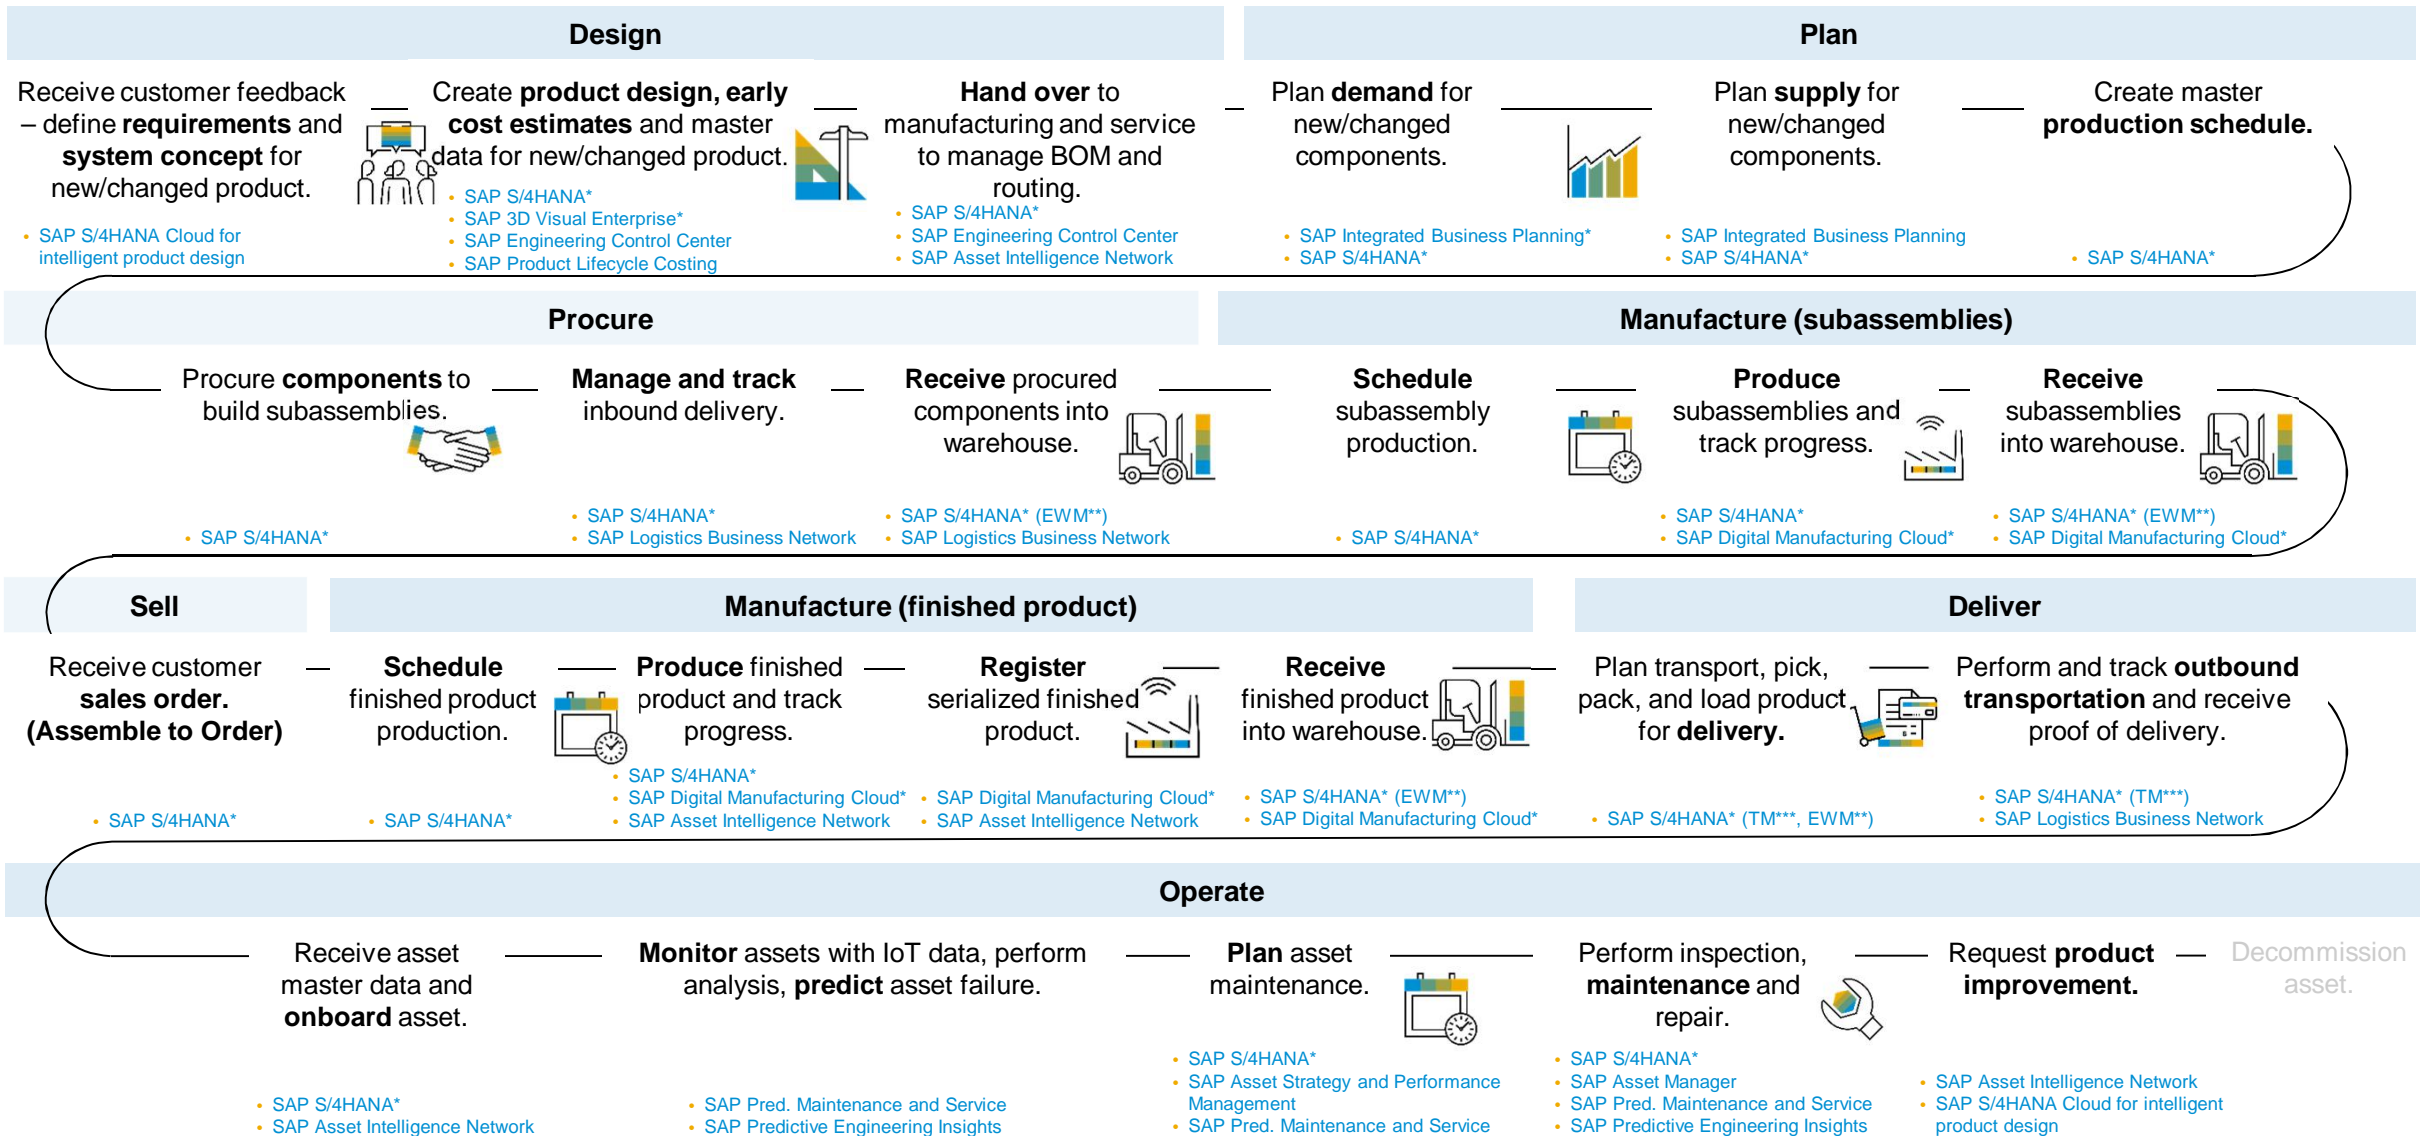 Design
Plan
Receive customer feedback
– define requirements and
system concept for
new/changed product.
• SAP S/4HANA Cloud for
intelligent product design
Create product design, early
cost estimates and master
data for new/changed product.
• SAP S/4HANA*
• SAP 3D Visual Enterprise*
• SAP Engineering Control Center
• SAP Product Lifecycle Costing
Hand over to
manufacturing and service
to manage BOM and
routing.
• SAP S/4HANA*
• SAP Engineering Control Center
• SAP Asset Intelligence Network
Plan demand for
new/changed
components.
• SAP Integrated Business Planning*
• SAP S/4HANA*
Plan supply for
new/changed
components.
• SAP Integrated Business Planning
• SAP S/4HANA*
Create master
production schedule.
• SAP S/4HANA*
Procure
Manufacture (subassemblies)
Procure components to
build subassemblies.
• SAP S/4HANA*
Manage and track
inbound delivery.
• SAP S/4HANA*
• SAP Logistics Business Network
Receive procured
components into
warehouse.
• SAP S/4HANA* (EWM**)
• SAP Logistics Business Network
Schedule
subassembly
production.
• SAP S/4HANA*
Produce
subassemblies and
track progress.
• SAP S/4HANA*
• SAP Digital Manufacturing Cloud*
Receive
subassemblies
into warehouse.
• SAP S/4HANA* (EWM**)
• SAP Digital Manufacturing Cloud*
Sell
Manufacture (finished product)
Deliver
Receive customer
sales order.
(Assemble to Order)
• SAP S/4HANA*
Schedule
finished product
production.
• SAP S/4HANA*
Produce finished
product and track
progress.
• SAP S/4HANA*
• SAP Digital Manufacturing Cloud*
• SAP Asset Intelligence Network
Register
serialized finished
product.
• SAP Digital Manufacturing Cloud*
• SAP Asset Intelligence Network
Receive
finished product
into warehouse.
• SAP S/4HANA* (EWM**)
• SAP Digital Manufacturing Cloud*
Plan transport, pick,
pack, and load product
for delivery.
• SAP S/4HANA* (TM***, EWM**)
Perform and track outbound
transportation and receive
proof of delivery.
• SAP S/4HANA* (TM***)
• SAP Logistics Business Network
Operate
Receive asset
master data and
onboard asset.
• SAP S/4HANA*
• SAP Asset Intelligence Network
Monitor assets with IoT data, perform
analysis, predict asset failure.
• SAP Pred. Maintenance and Service
• SAP Predictive Engineering Insights
Plan asset
maintenance.
• SAP S/4HANA*
• SAP Asset Strategy and Performance
Management
• SAP Pred. Maintenance and Service
Perform inspection,
maintenance and
repair.
• SAP S/4HANA*
• SAP Asset Manager
• SAP Pred. Maintenance and Service
• SAP Predictive Engineering Insights
Request product
improvement.
• SAP Asset Intelligence Network
• SAP S/4HANA Cloud for intelligent
product design
Decommission
asset.